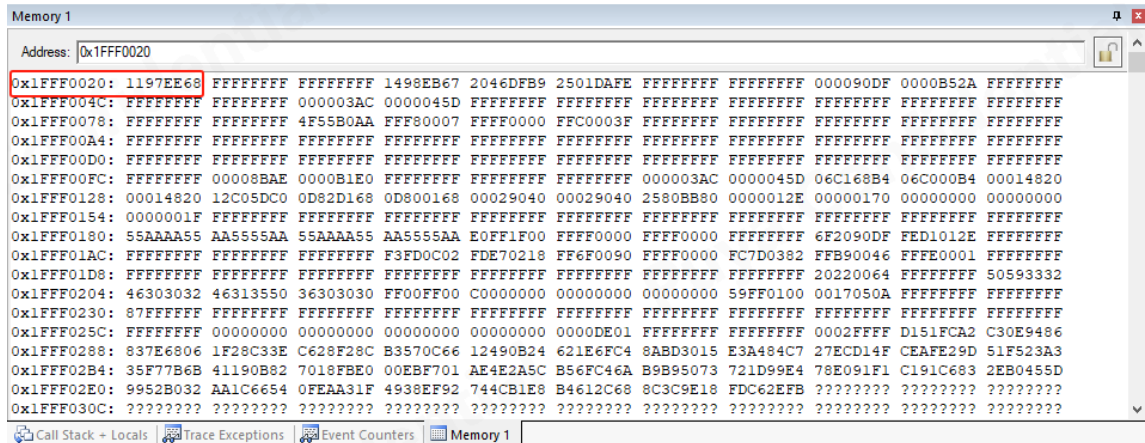 Memory 1
Address: 0x1FFF0020
0x1FFF0020: 1197EE68 FFFFFFFF FFFFFFFF 1498EB67 2046DFB9 2501DAFE FFFFFFFF FFFFFFFF 000090DF 0000B52A FFFFFFFF
0x1FFF004C: FFFFFFFF FFFFFFFF 000003AC 0000045D FFFFFFFF FFFFFFFF FFFFFFFF FFFFFFFF FFFFFFFF FFFFFFFF FFFFFFFF
0x1FFF0078: FFFFFFFF FFFFFFFF 4F55B0AA FFF80007 FFFF0000 FFC0003F FFFFFFFF FFFFFFFF FFFFFFFF FFFFFFFF FFFFFFFF
0x1FFF00A4: FFFFFFFF FFFFFFFF FFFFFFFF FFFFFFFF FFFFFFFF FFFFFFFF FFFFFFFF FFFFFFFF FFFFFFFF FFFFFFFF FFFFFFFF
0x1FFF00D0: FFFFFFFF FFFFFFFF FFFFFFFF FFFFFFFF FFFFFFFF FFFFFFFF FFFFFFFF FFFFFFFF FFFFFFFF FFFFFFFF FFFFFFFF
0x1FFF00FC: FFFFFFFF 00008BAE 0000B1E0 FFFFFFFF FFFFFFFF FFFFFFFF 000003AC 0000045D 06C168B4 06C000B4 00014820
0x1FFF0128: 00014820 12C05DC0 0D82D168 0D800168 00029040 00029040 2580BB80 0000012E 00000170 00000000 00000000
0x1FFF0154: 0000001F FFFFFFFF FFFFFFFF FFFFFFFF FFFFFFFF FFFFFFFF FFFFFFFF FFFFFFFF FFFFFFFF FFFFFFFF FFFFFFFF
0x1FFF0180: 55AAAA55 AA5555AA 55AAAA55 AA5555AA E0FF1F00 FFFF0000 FFFF0000 FFFFFFFF 6F2090DF FED1012E FFFFFFFF
0x1FFF01AC: FFFFFFFF FFFFFFFF FFFFFFFF F3FD0C02 FDE70218 FF6F0090 FFFF0000 FC7D0382 FFB90046 FFFE0001 FFFFFFFF
0x1FFF01D8: FFFFFFFF FFFFFFFF FFFFFFFF FFFFFFFF FFFFFFFF FFFFFFFF FFFFFFFF FFFFFFFF 20220064 FFFFFFFF 50593332
0x1FFF0204: 46303032 46313550 36303030 FF00FF00 C0000000 00000000 00000000 59FF0100 0017050A FFFFFFFF FFFFFFFF
0x1FFF0230: 87FFFFFF FFFFFFFF FFFFFFFF FFFFFFFF FFFFFFFF FFFFFFFF FFFFFFFF FFFFFFFF FFFFFFFF FFFFFFFF FFFFFFFF
0x1FFF025C: FFFFFFFF 00000000 00000000 00000000 00000000 0000DE01 FFFFFFFF FFFFFFFF 0002FFFF D151FCA2 C30E9486
0x1FFF0288: 837E6806 1F28C33E C628F28C B3570C66 12490B24 621E6FC4 8ABD3015 E3A484C7 27ECD14F CEAFE29D 51F523A3
0x1FFF02B4: 35F77B6B 41190B82 7018FBE0 00EBF701 AE4E2A5C B56FC46A B9B95073 721D99E4 78E091F1 C191C683 2EB0455D
0x1FFF02E0: 9952B032 AA1C6654 0FEAA31F 4938EF92 744CB1E8 B4612C68 8C3C9E18 FDC62EFB ???????? ???????? ????????
0x1FFF030C: ???????? ???????? ???????? ???????? ???????? ???????? ???????? ???????? ???????? ???????? ????????
Call Stack + Locals Trace Exceptions Event Counters Memory 1